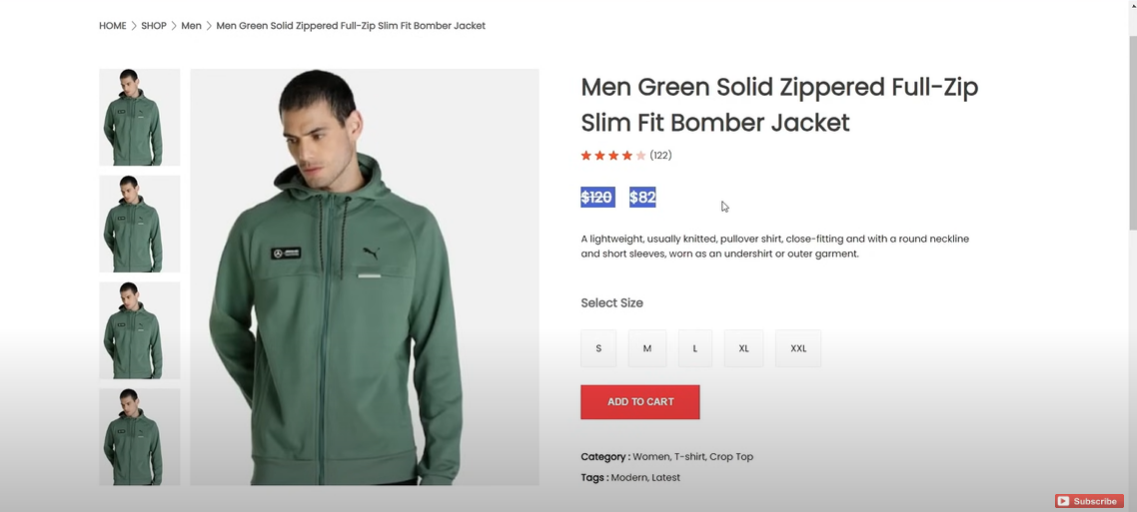 HOME > SHOP > Men > Men Green Solid Zippered Full-Zip Slim Fit Bomber Jacket
Men Green Solid Zippered Full-Zip
Slim Fit Bomber Jacket
(122)
$120 $82
A lightweight, usually knitted, pullover shirt, close-fitting and with a round neckline
and short sleeves, worn as an undershirt or outer garment.
Select Size
S M L XL XXL
ADD TO CART
Category : Women, T-shirt, Crop Top
Tags : Modern, Latest
Subscribe